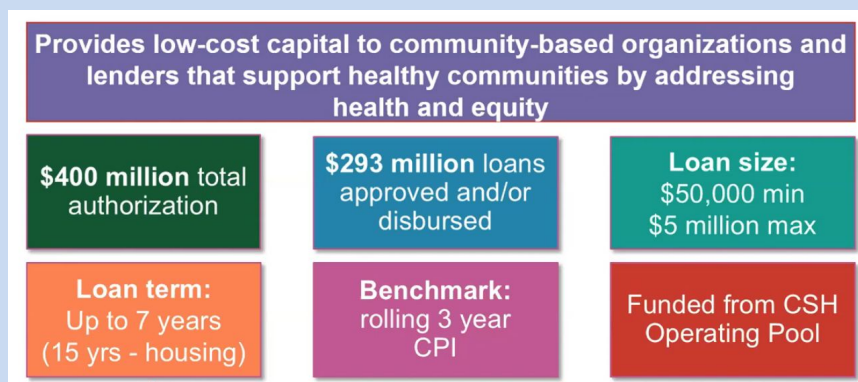 Provides low-cost capital to community-based organizations and
lenders that support healthy communities by addressing
health and equity
$400 million total
authorization
$293 million loans
approved and/or
disbursed
Loan size:
$50,000 min
$5 million max
Loan term:
Up to 7 years
(15 yrs - housing)
Benchmark:
rolling 3 year
CPI
Funded from CSH
Operating Pool